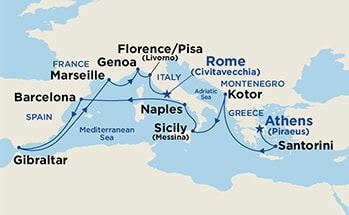 Florence/Pisa
(Livorno)
Genoa
Rome
(Civitavecchia)
FRANCE
Marseille
ITALY
Adriatic
Sea
MONTENEGRO
Kotor
Barcelona
Naples
GREECE
SPAIN
Mediterranean
Sea
Sicily
(Messina)
Athens
(Piraeus)
Gibraltar
Santorini